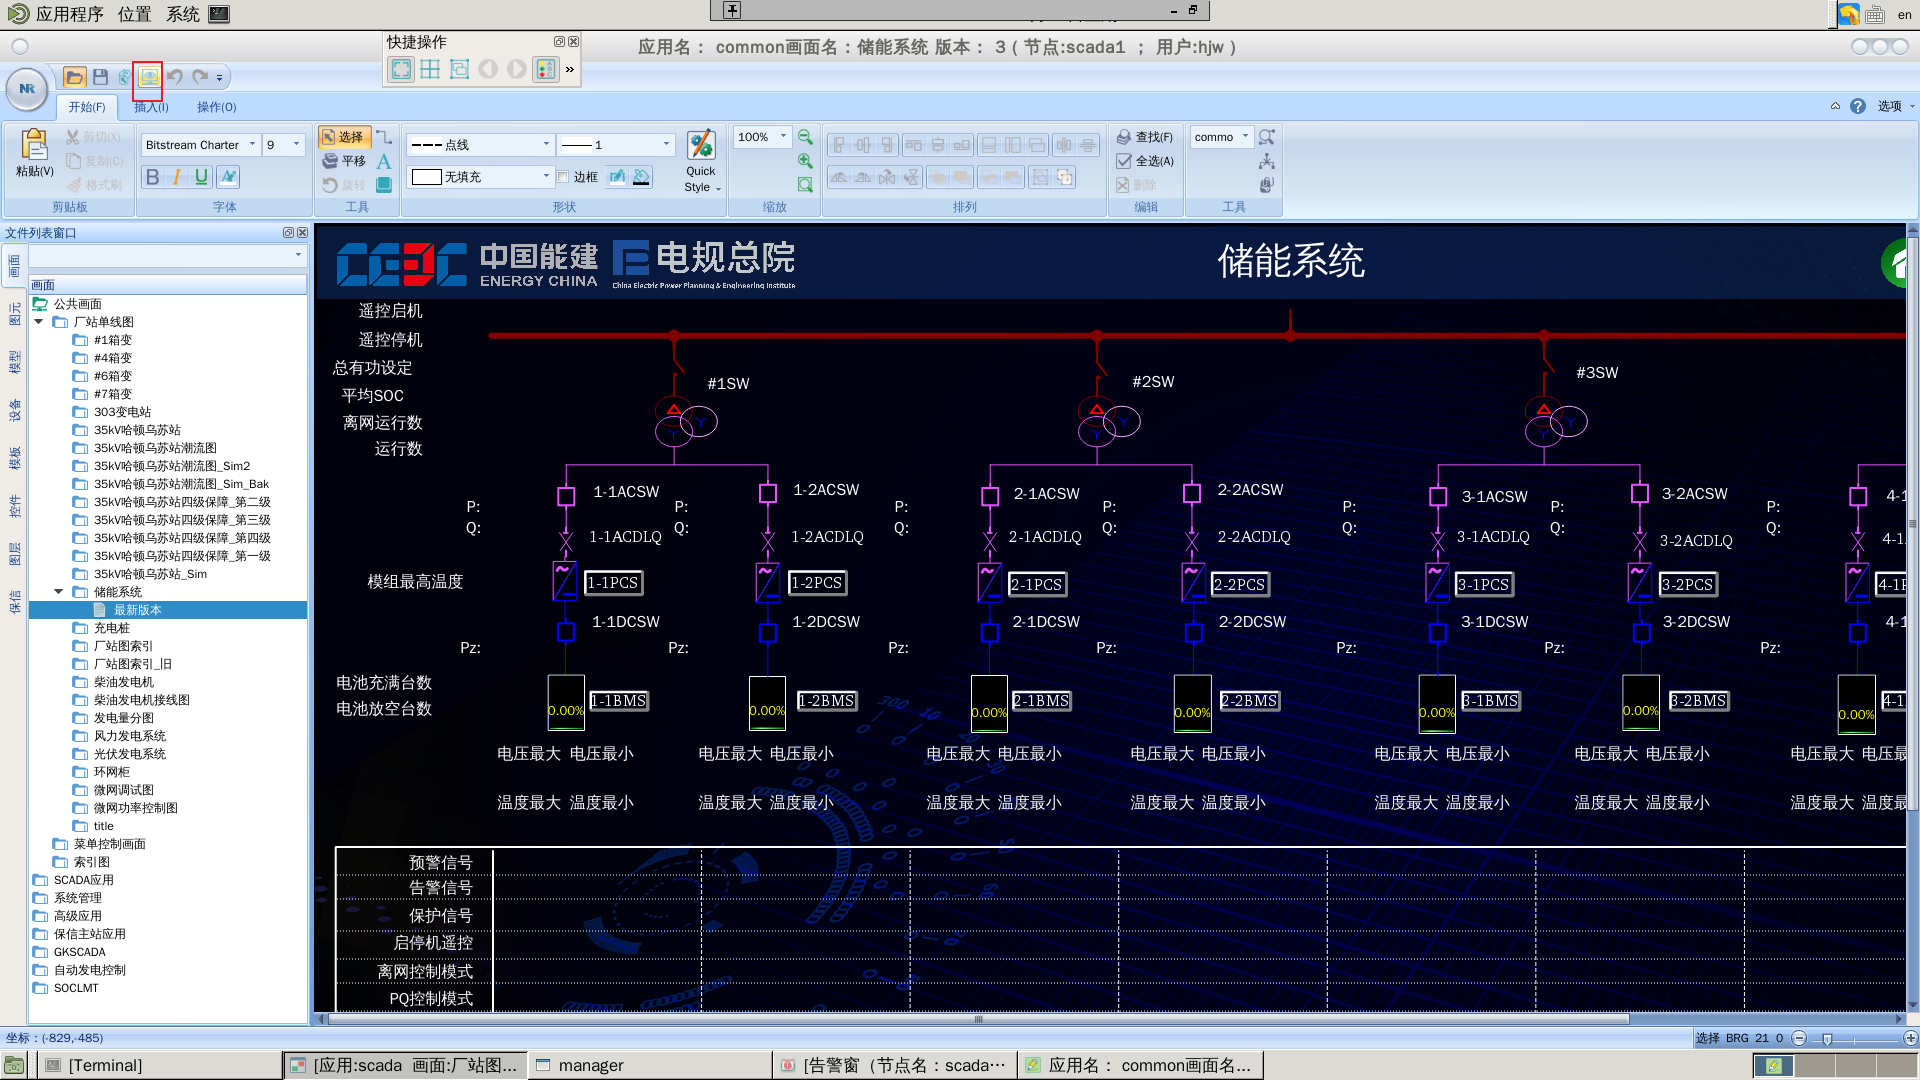 应用程序 位置 系统
en
快捷操作
应用名： common画面名：储能系统 版本： 3 ( 节点:scada1 ； 用户:hjw )
开始(F) 插入(I) 操作(O)
选项
粘贴(V) 剪切(X) 复制(C) 格式刷
剪贴板
Bitstream Charter 9
B I U
字体
选择
平移
旋转
工具
点线 1
无填充 边框
Quick Style
形状
100%
缩放
排列
查找(F)
全选(A)
删除
编辑
commo
工具
文件列表窗口
画面
图元
模型
设备
模板
控件
图层
保信
画面
公共画面
厂站单线图
#1箱变
#4箱变
#6箱变
#7箱变
303变电站
35kV哈顿乌苏站
35kV哈顿乌苏站潮流图
35kV哈顿乌苏站潮流图_Sim2
35kV哈顿乌苏站潮流图_Sim_Bak
35kV哈顿乌苏站四级保障_第二级
35kV哈顿乌苏站四级保障_第三级
35kV哈顿乌苏站四级保障_第四级
35kV哈顿乌苏站四级保障_第一级
35kV哈顿乌苏站_Sim
储能系统
最新版本
充电桩
厂站图索引
厂站图索引_旧
柴油发电机
柴油发电机接线图
发电量分图
风力发电系统
光伏发电系统
环网柜
微网调试图
微网功率控制图
title
菜单控制画面
索引图
SCADA应用
系统管理
高级应用
保信主站应用
GKSCADA
自动发电控制
SOCLMT
CEEC 中国能建 ENERGY CHINA 电规总院 China Electric Power Planning & Engineering Institute
储能系统
遥控启机
遥控停机
总有功设定
平均SOC
离网运行数
运行数
#1SW #2SW #3SW
1-1ACSW 1-2ACSW 2-1ACSW 2-2ACSW 3-1ACSW 3-2ACSW 4-1
P: P: P: P: P: P: P:
Q: Q: Q: Q: Q: Q: Q:
1-1ACDLQ 1-2ACDLQ 2-1ACDLQ 2-2ACDLQ 3-1ACDLQ 3-2ACDLQ 4-1
模组最高温度 1-1PCS 1-2PCS 2-1PCS 2-2PCS 3-1PCS 3-2PCS 4-1
1-1DCSW 1-2DCSW 2-1DCSW 2-2DCSW 3-1DCSW 3-2DCSW 4-1
Pz: Pz: Pz: Pz: Pz: Pz: Pz:
电池充满台数
电池放空台数
0.00% 1-1BMS 0.00% 1-2BMS 0.00% 2-1BMS 0.00% 2-2BMS 0.00% 3-1BMS 0.00% 3-2BMS 0.00% 4-1
电压最大 电压最小 电压最大 电压最小 电压最大 电压最小 电压最大 电压最小 电压最大 电压最小 电压最大 电压最小 电压最大 电压最
温度最大 温度最小 温度最大 温度最小 温度最大 温度最小 温度最大 温度最小 温度最大 温度最小 温度最大 温度最小 温度最大 温度最
预警信号
告警信号
保护信号
启停机遥控
离网控制模式
PQ控制模式
坐标：(-829,-485)
选择 BRG 21 0
[Terminal]
[应用:scada 画面:厂站图...
manager
[告警窗（节点名：scada…
应用名： common画面名...